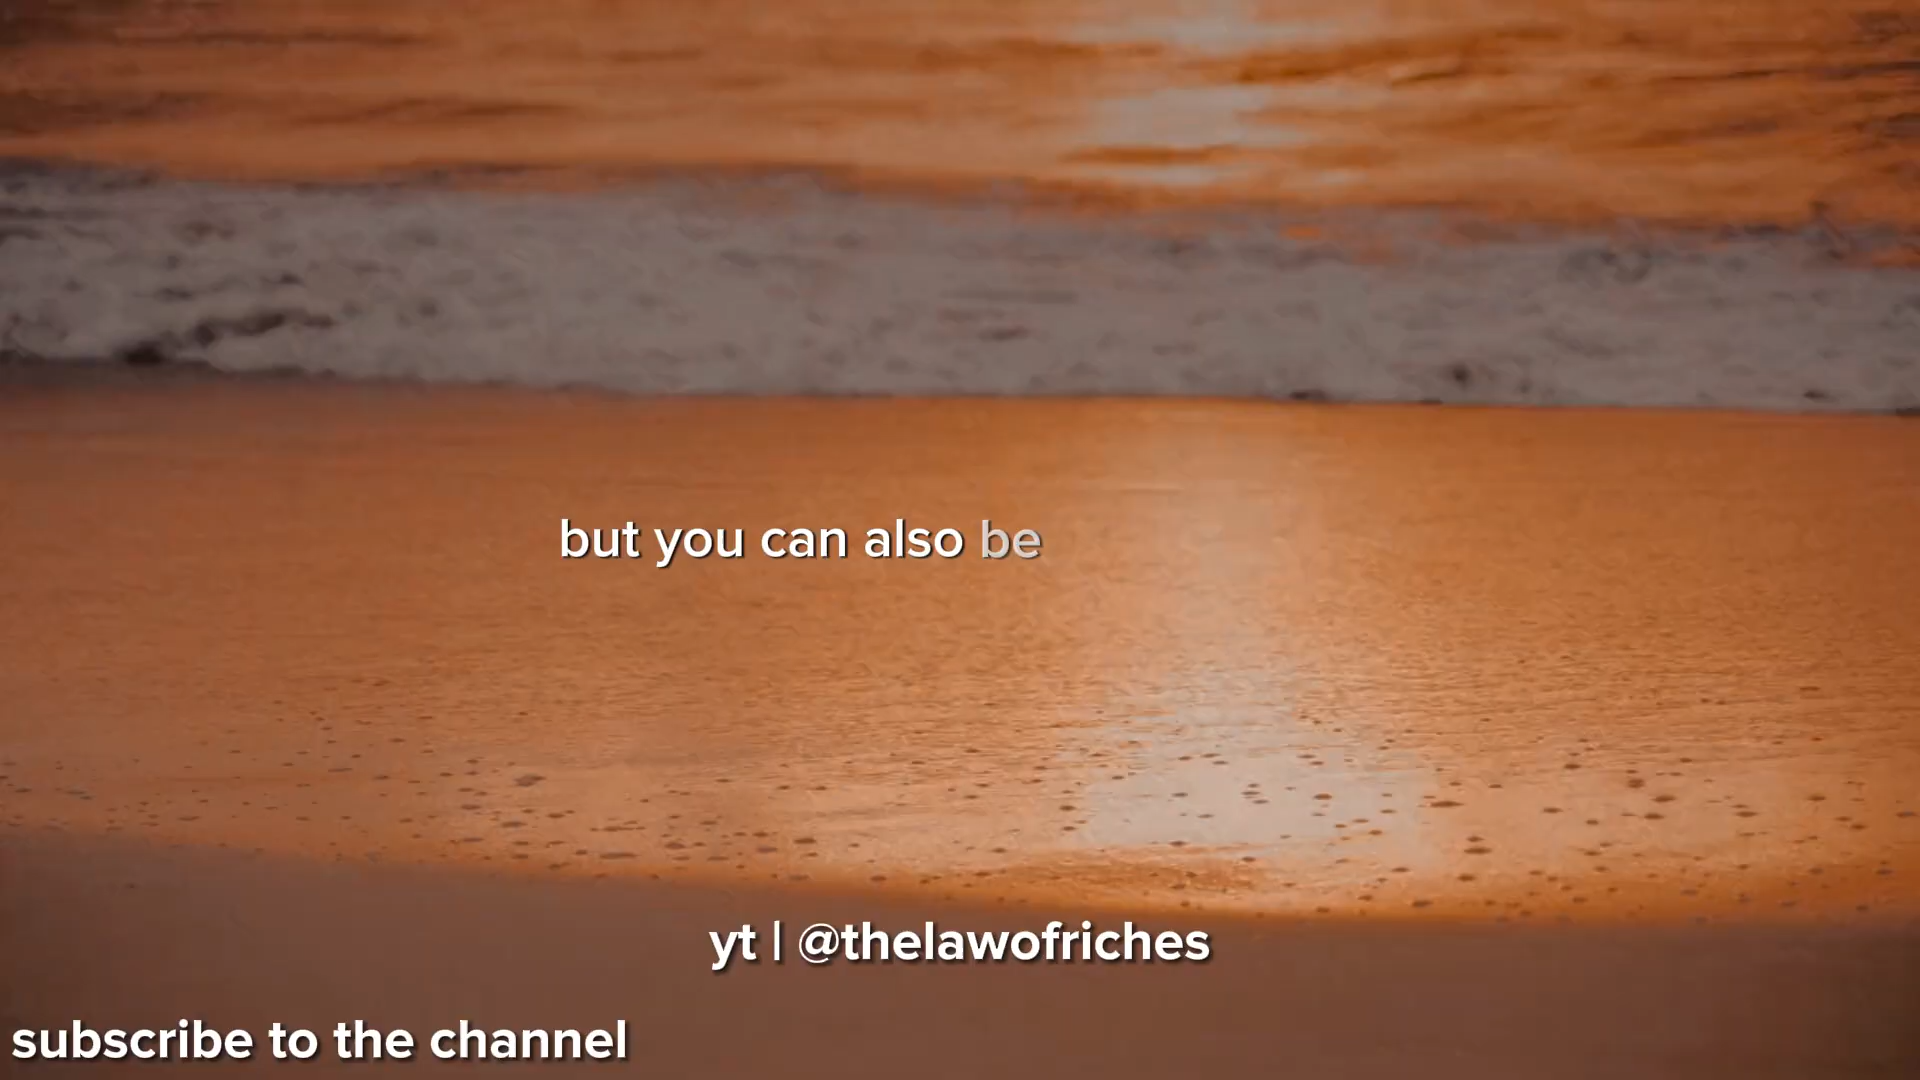 but you can also be
yt | @thelawofriches
subscribe to the channel